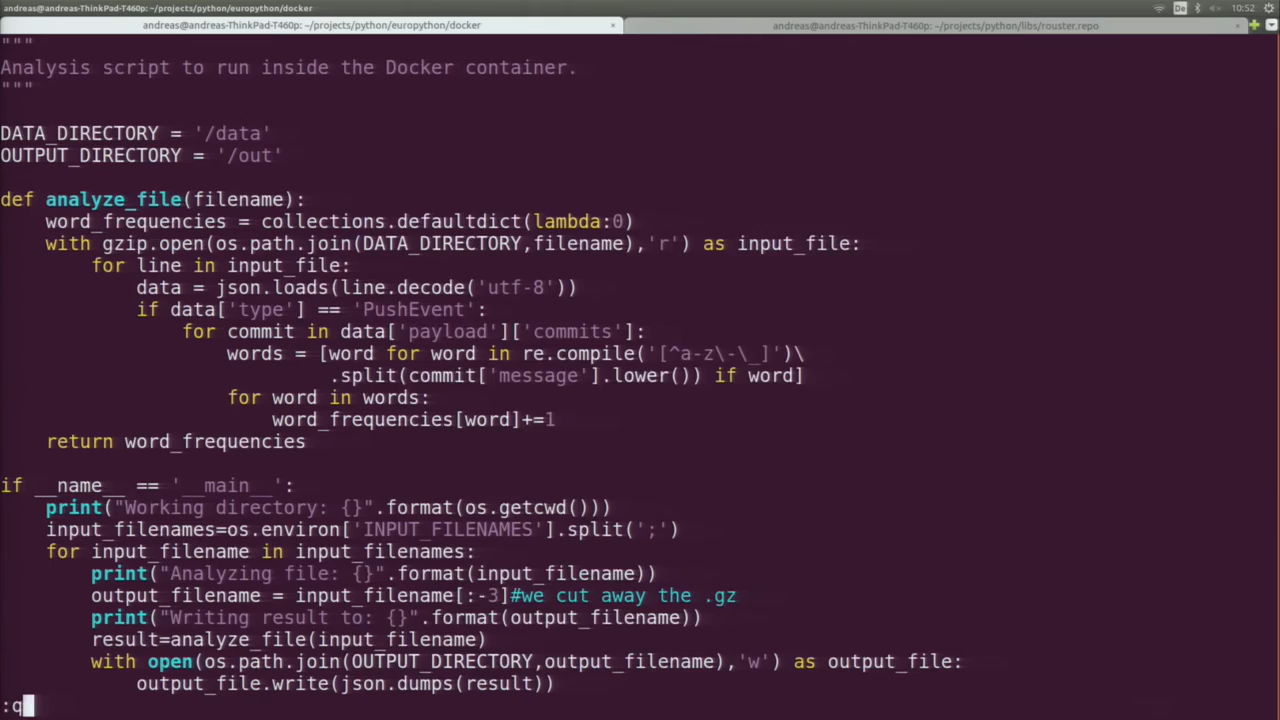 andreas@andreas-ThinkPad-T460p: ~/projects/python/europython/docker
De
10:52
andreas@andreas-ThinkPad-T460p: ~/projects/python/europython/docker
×
andreas@andreas-ThinkPad-T460p: ~/projects/python/libs/rouster.repo
×
"""
Analysis script to run inside the Docker container.
"""
DATA_DIRECTORY = '/data'
OUTPUT_DIRECTORY = '/out'
def analyze_file(filename):
    word_frequencies = collections.defaultdict(lambda:0)
    with gzip.open(os.path.join(DATA_DIRECTORY,filename),'r') as input_file:
        for line in input_file:
            data = json.loads(line.decode('utf-8'))
            if data['type'] == 'PushEvent':
                for commit in data['payload']['commits']:
                    words = [word for word in re.compile('[^a-z\-\_]')\
                             .split(commit['message'].lower()) if word]
                    for word in words:
                        word_frequencies[word]+=1
    return word_frequencies
if __name__ == '__main__':
    print("Working directory: {}".format(os.getcwd()))
    input_filenames=os.environ['INPUT_FILENAMES'].split(';')
    for input_filename in input_filenames:
        print("Analyzing file: {}".format(input_filename))
        output_filename = input_filename[:-3]#we cut away the .gz
        print("Writing result to: {}".format(output_filename))
        result=analyze_file(input_filename)
        with open(os.path.join(OUTPUT_DIRECTORY,output_filename),'w') as output_file:
            output_file.write(json.dumps(result))
:q